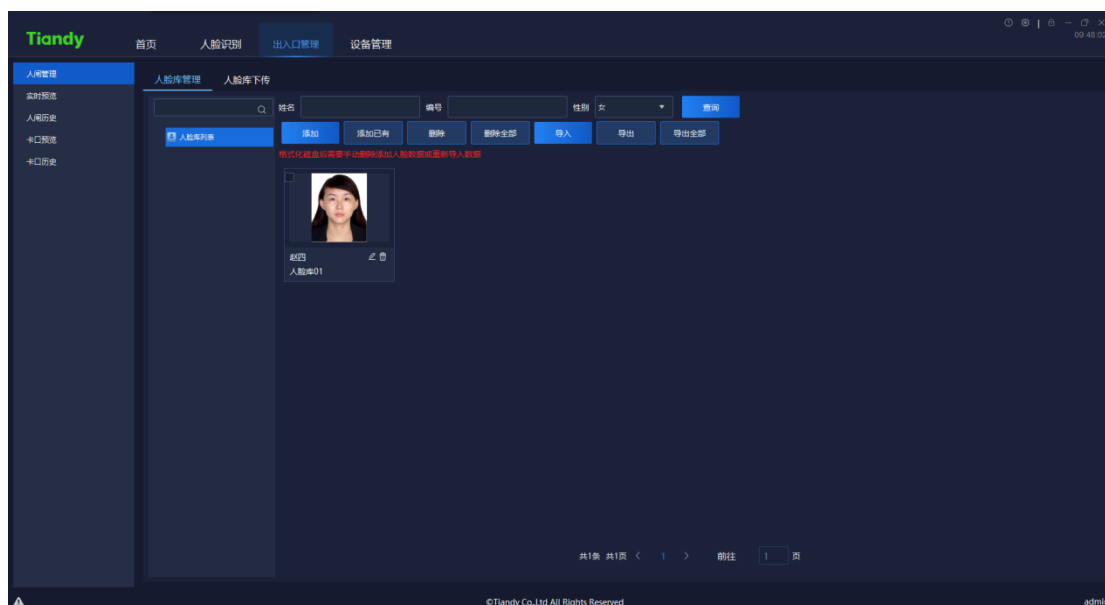 Tiandy 首页 人脸识别 出入口管理 设备管理 09:48:02
人闸管理
实时预览
人闸历史
卡口预览
卡口历史
人脸库管理 人脸库下传
姓名 编号 性别 女 查询
人脸库列表
添加 添加已有 删除 删除全部 导入 导出 导出全部
格式化磁盘后需要手动删除添加人脸数据或重新导入数据
赵四
人脸库01
共1条 共1页 < 1 > 前往 1 页
©Tiandy Co.,Ltd All Rights Reserved admi